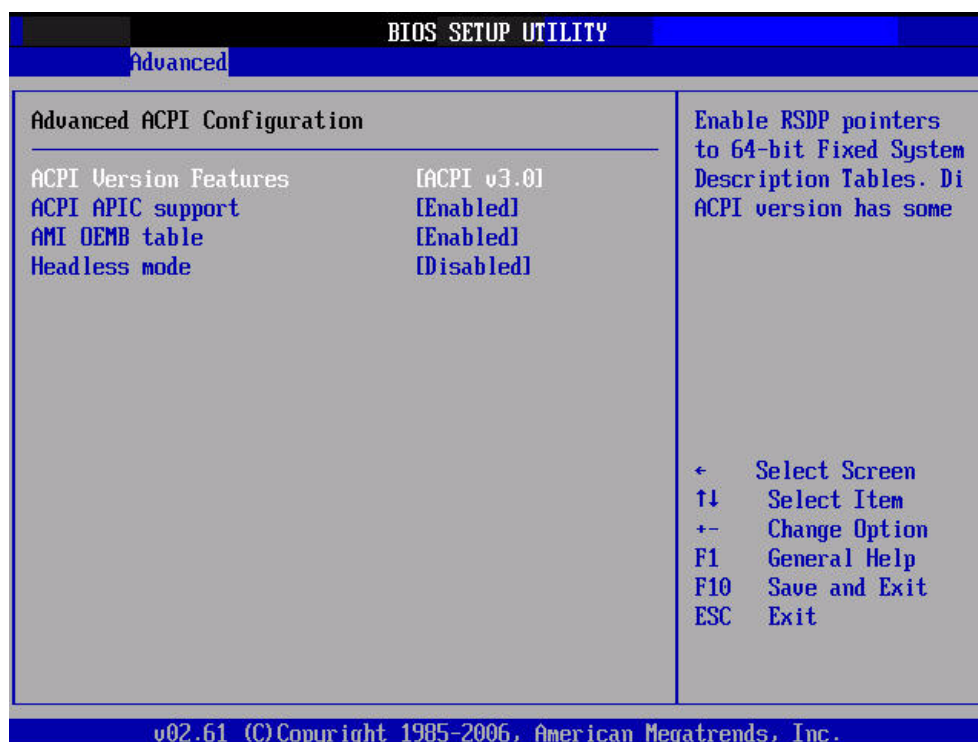 BIOS SETUP UTILITY
Advanced
Advanced ACPI Configuration
ACPI Version Features [ACPI v3.0]
ACPI APIC support [Enabled]
AMI OEMB table [Enabled]
Headless mode [Disabled]
Enable RSDP pointers
to 64-bit Fixed System
Description Tables. Di
ACPI version has some
← Select Screen
↑↓ Select Item
+- Change Option
F1 General Help
F10 Save and Exit
ESC Exit
v02.61 (C)Copyright 1985-2006, American Megatrends, Inc.